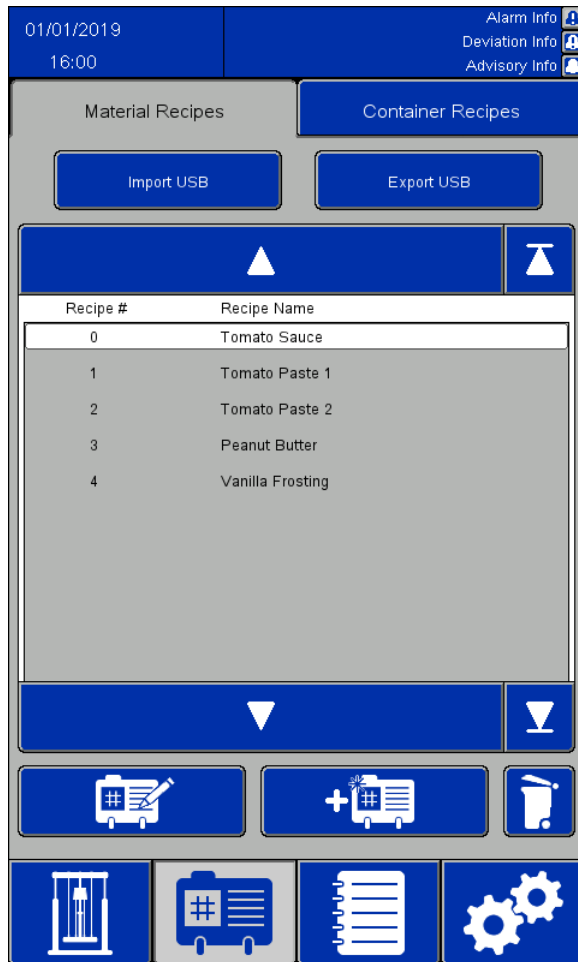 01/01/2019
16:00
Alarm Info
Deviation Info
Advisory Info
Material Recipes
Container Recipes
Import USB
Export USB
Recipe # Recipe Name
0 Tomato Sauce
1 Tomato Paste 1
2 Tomato Paste 2
3 Peanut Butter
4 Vanilla Frosting